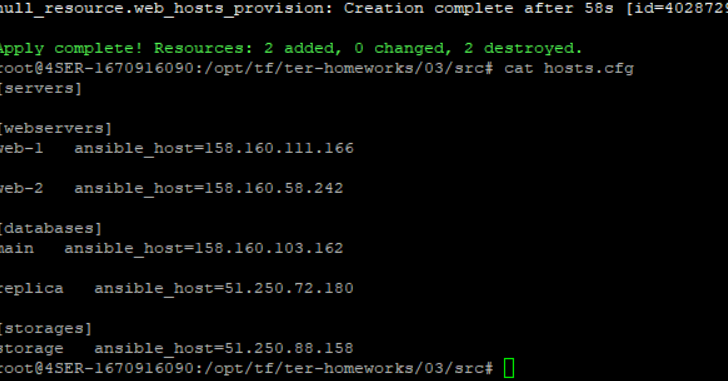 null_resource.web_hosts_provision: Creation complete after 58s [id=4028729
Apply complete! Resources: 2 added, 0 changed, 2 destroyed.
root@4SER-1670916090:/opt/tf/ter-homeworks/03/src# cat hosts.cfg
[servers]
[webservers]
web-1   ansible_host=158.160.111.166
web-2   ansible_host=158.160.58.242
[databases]
main   ansible_host=158.160.103.162
replica   ansible_host=51.250.72.180
[storages]
storage   ansible_host=51.250.88.158
root@4SER-1670916090:/opt/tf/ter-homeworks/03/src#